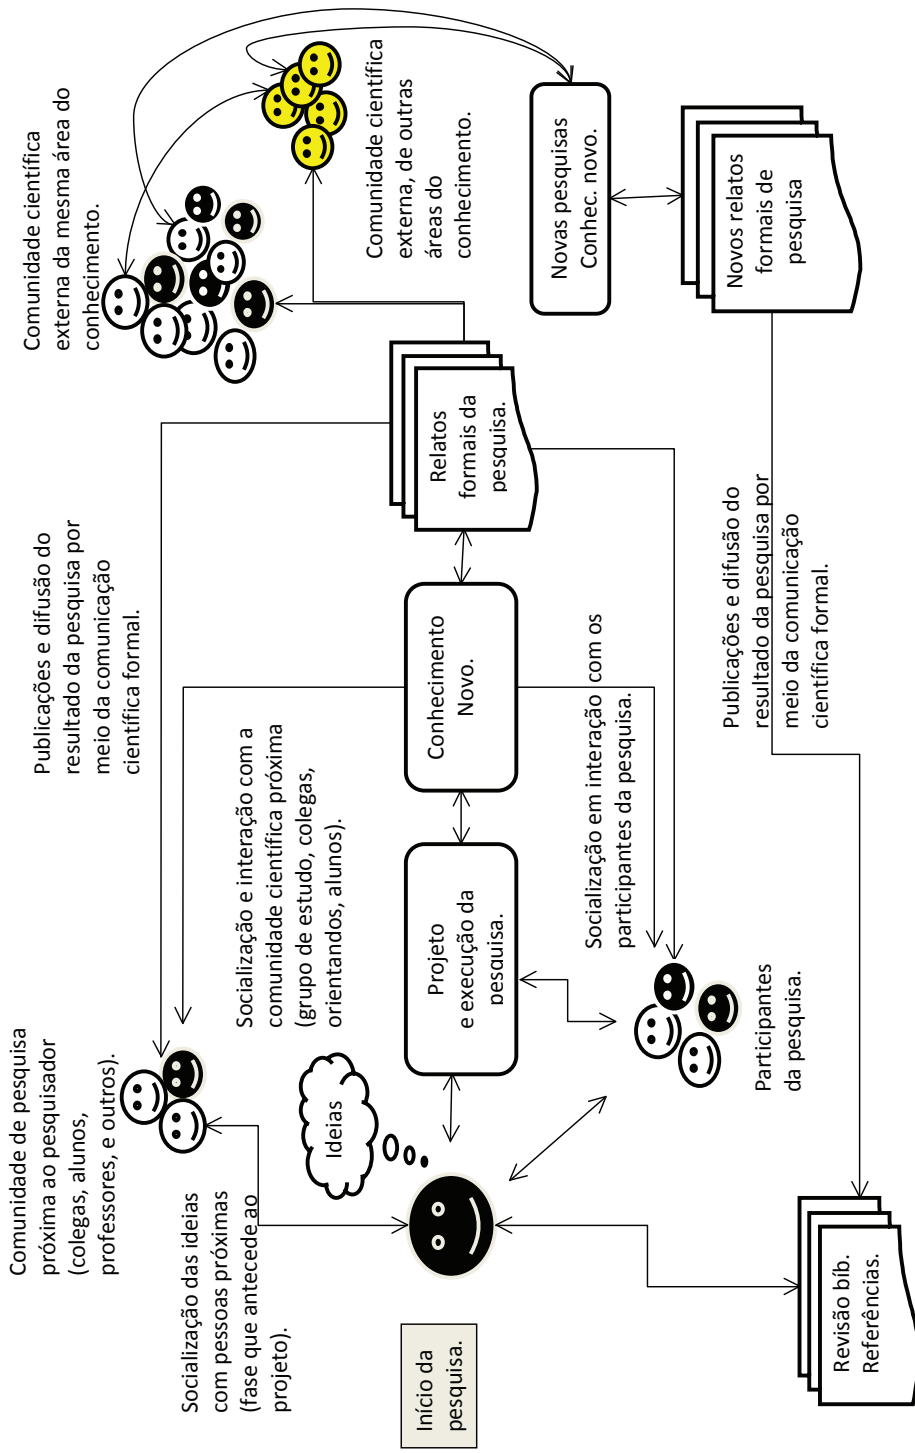 Comunidade de pesquisa
próxima ao pesquisador
(colegas, alunos,
professores, e outros).
Publicações e difusão do
resultado da pesquisa por
meio da comunicação
científica formal.
Comunidade científica
externa da mesma área do
conhecimento.
Socialização das ideias
com pessoas próximas
(fase que antecede ao
projeto).
Socialização e interação com a
comunidade científica próxima
(grupo de estudo, colegas,
orientandos, alunos).
Ideias
Comunidade científica
externa, de outras
áreas do
conhecimento.
Início da
pesquisa.
Projeto
e execução da
pesquisa.
Conhecimento
Novo.
Relatos
formais da
pesquisa.
Novas pesquisas
Conhec. novo.
Socialização em interação com os
participantes da pesquisa.
Participantes
da pesquisa.
Publicações e difusão do
resultado da pesquisa por
meio da comunicação
científica formal.
Novos relatos
formais de
pesquisa
Revisão bib.
Referências.